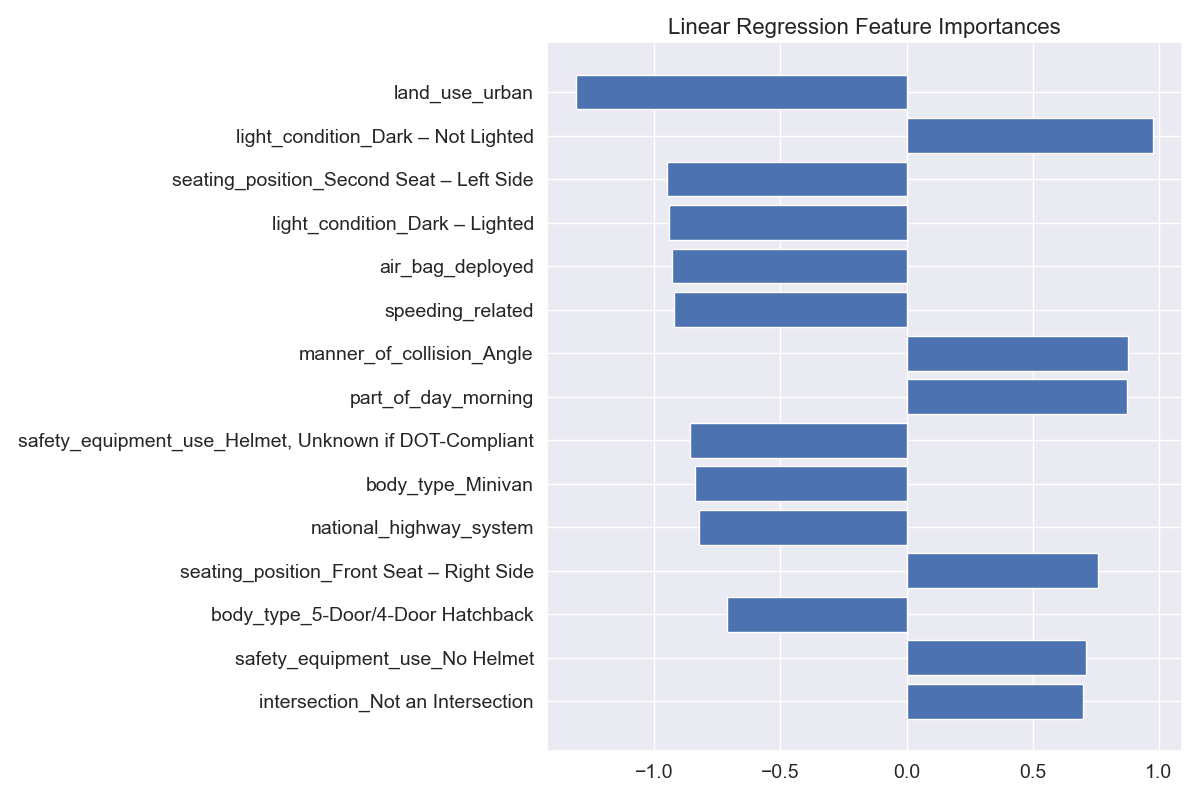 Linear Regression Feature Importances
land_use_urban
light_condition_Dark – Not Lighted
seating_position_Second Seat – Left Side
light_condition_Dark – Lighted
air_bag_deployed
speeding_related
manner_of_collision_Angle
part_of_day_morning
safety_equipment_use_Helmet, Unknown if DOT-Compliant
body_type_Minivan
national_highway_system
seating_position_Front Seat – Right Side
body_type_5-Door/4-Door Hatchback
safety_equipment_use_No Helmet
intersection_Not an Intersection
−1.0 −0.5 0.0 0.5 1.0